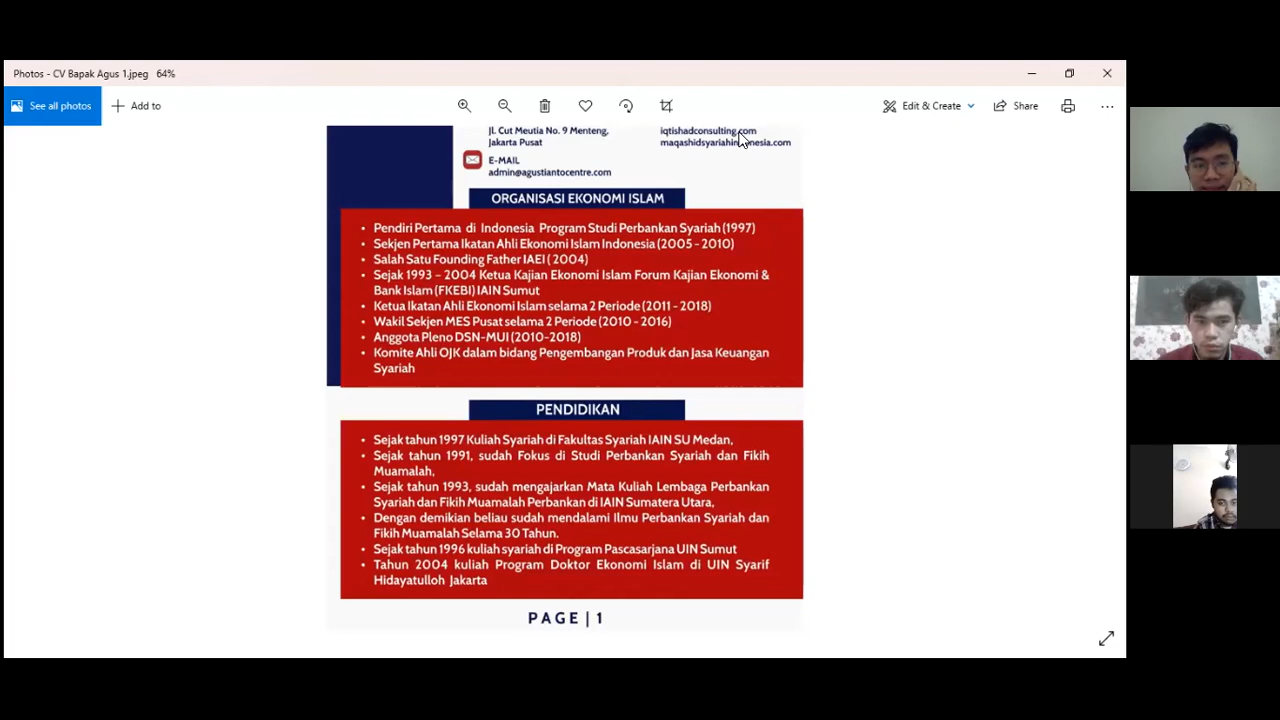 Photos - CV Bapak Agus 1.jpeg 64%
See all photos
Add to
Edit & Create
Share
Jl. Cut Meutia No. 9 Menteng,
Jakarta Pusat
iqtishadconsulting.com
maqashidsyariahindonesia.com
E-MAIL
admin@agustiantocentre.com
ORGANISASI EKONOMI ISLAM
• Pendiri Pertama di Indonesia Program Studi Perbankan Syariah (1997)
• Sekjen Pertama Ikatan Ahli Ekonomi Islam Indonesia (2005 - 2010)
• Salah Satu Founding Father IAEI ( 2004)
• Sejak 1993 – 2004 Ketua Kajian Ekonomi Islam Forum Kajian Ekonomi &
Bank Islam (FKEBI) IAIN Sumut
• Ketua Ikatan Ahli Ekonomi Islam selama 2 Periode (2011 - 2018)
• Wakil Sekjen MES Pusat selama 2 Periode (2010 - 2016)
• Anggota Pleno DSN-MUI (2010-2018)
• Komite Ahli OJK dalam bidang Pengembangan Produk dan Jasa Keuangan
Syariah
PENDIDIKAN
• Sejak tahun 1997 Kuliah Syariah di Fakultas Syariah IAIN SU Medan,
• Sejak tahun 1991, sudah Fokus di Studi Perbankan Syariah dan Fikih
Muamalah,
• Sejak tahun 1993, sudah mengajarkan Mata Kuliah Lembaga Perbankan
Syariah dan Fikih Muamalah Perbankan di IAIN Sumatera Utara,
• Dengan demikian beliau sudah mendalami Ilmu Perbankan Syariah dan
Fikih Muamalah Selama 30 Tahun.
• Sejak tahun 1996 kuliah syariah di Program Pascasarjana UIN Sumut
• Tahun 2004 kuliah Program Doktor Ekonomi Islam di UIN Syarif
Hidayatulloh Jakarta
PAGE | 1